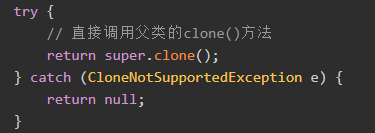 try {
// 直接调用父类的clone()方法
return super.clone();
} catch (CloneNotSupportedException e) {
return null;
}